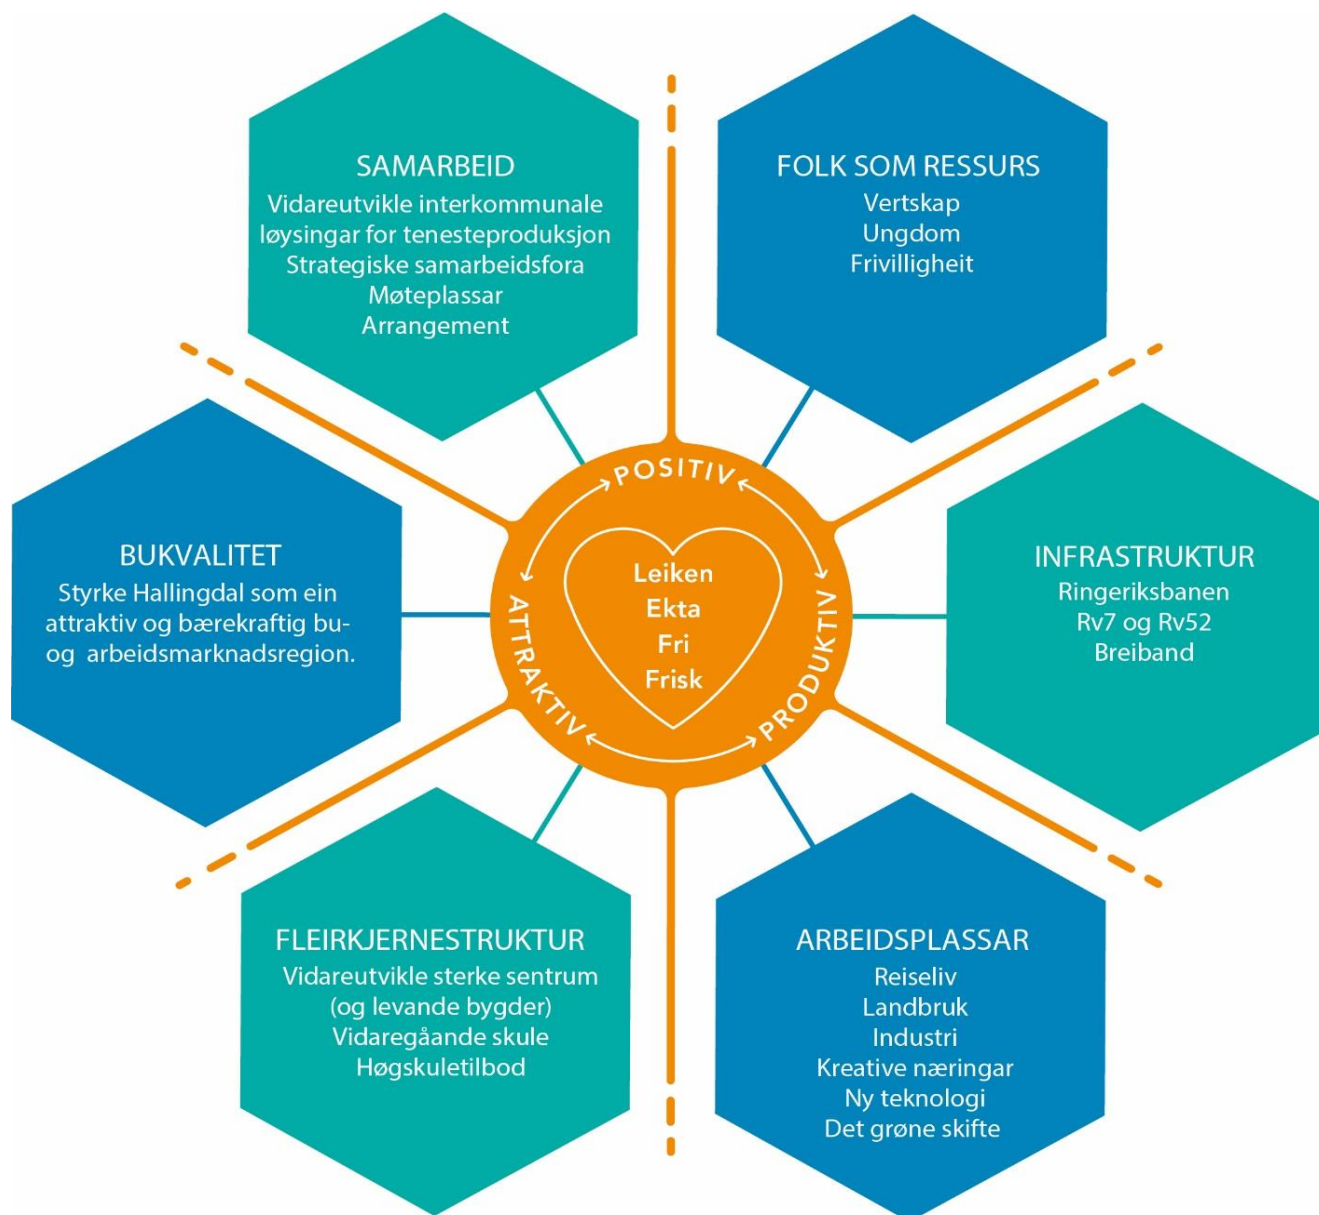 SAMARBEID
Vidareutvikle interkommunale
løysingar for tenesteproduksjon
Strategiske samarbeidsfora
Møteplassar
Arrangement
FOLK SOM RESSURS
Vertskap
Ungdom
Frivilligheit
BUKVALITET
Styrke Hallingdal som ein
attraktiv og bærekraftig bu-
og arbeidsmarknadsregion.
POSITIV
ATTRAKTIV
PRODUKTIV
Leiken
Ekta
Fri
Frisk
INFRASTRUKTUR
Ringeriksbanen
Rv7 og Rv52
Breiband
FLEIRKJERNESTRUKTUR
Vidareutvikle sterke sentrum
(og levande bygder)
Vidaregåande skule
Høgskuletilbod
ARBEIDSPLASSAR
Reiseliv
Landbruk
Industri
Kreative næringar
Ny teknologi
Det grøne skifte